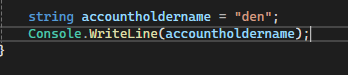 string accountholdername = "den";
Console.WriteLine(accountholdername);
}